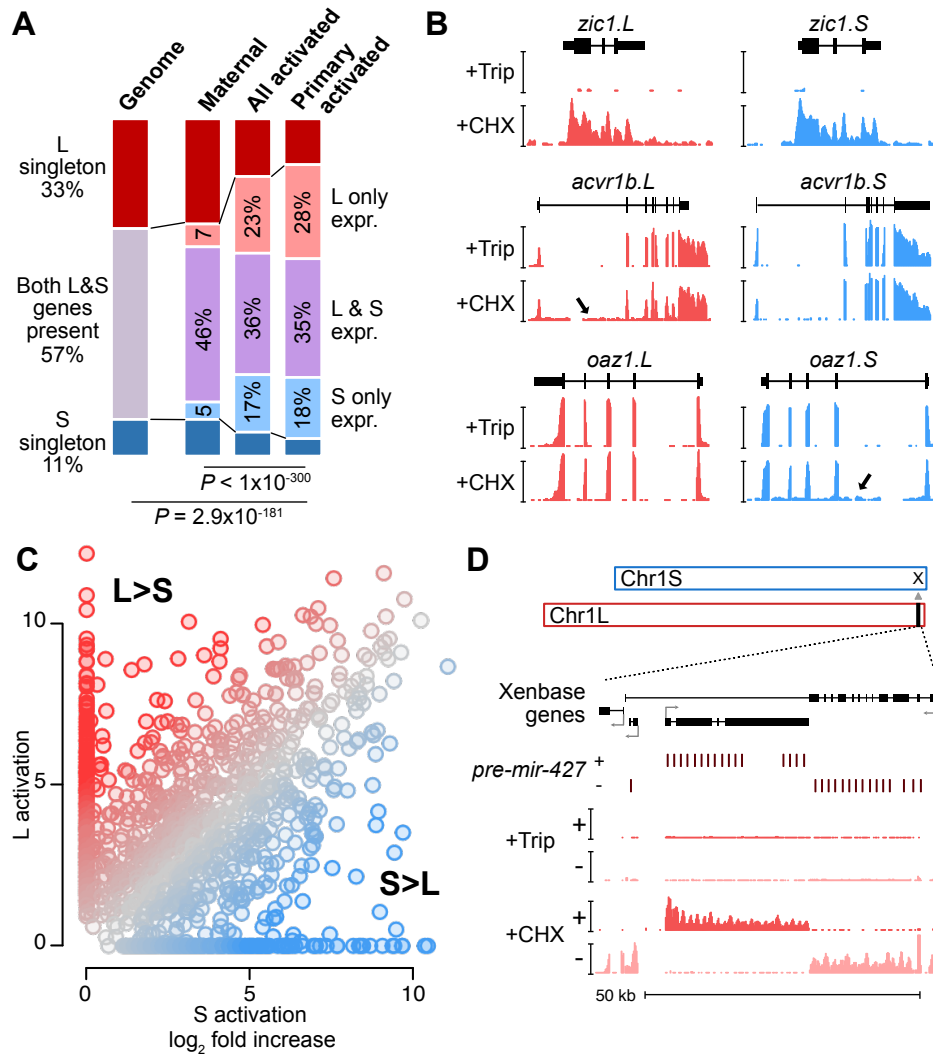 A
Genome
Maternal
All activated
Primary
activated
L
singleton
33%
Both L&S
genes
present
57%
S
singleton
11%
7
46%
5
23%
36%
17%
28%
35%
18%
L only
expr.
L & S
expr.
S only
expr.
P < 1x10⁻³⁰⁰
P = 2.9x10⁻¹⁸¹
B
zic1.L
zic1.S
+Trip
+CHX
acvr1b.L
acvr1b.S
+Trip
+CHX
oaz1.L
oaz1.S
+Trip
+CHX
C
L>S
S>L
10
5
0
L activation
0
5
10
S activation
log₂ fold increase
D
Chr1S
X
Chr1L
Xenbase
genes
pre-mir-427
+
-
+Trip
+
-
+CHX
+
-
50 kb